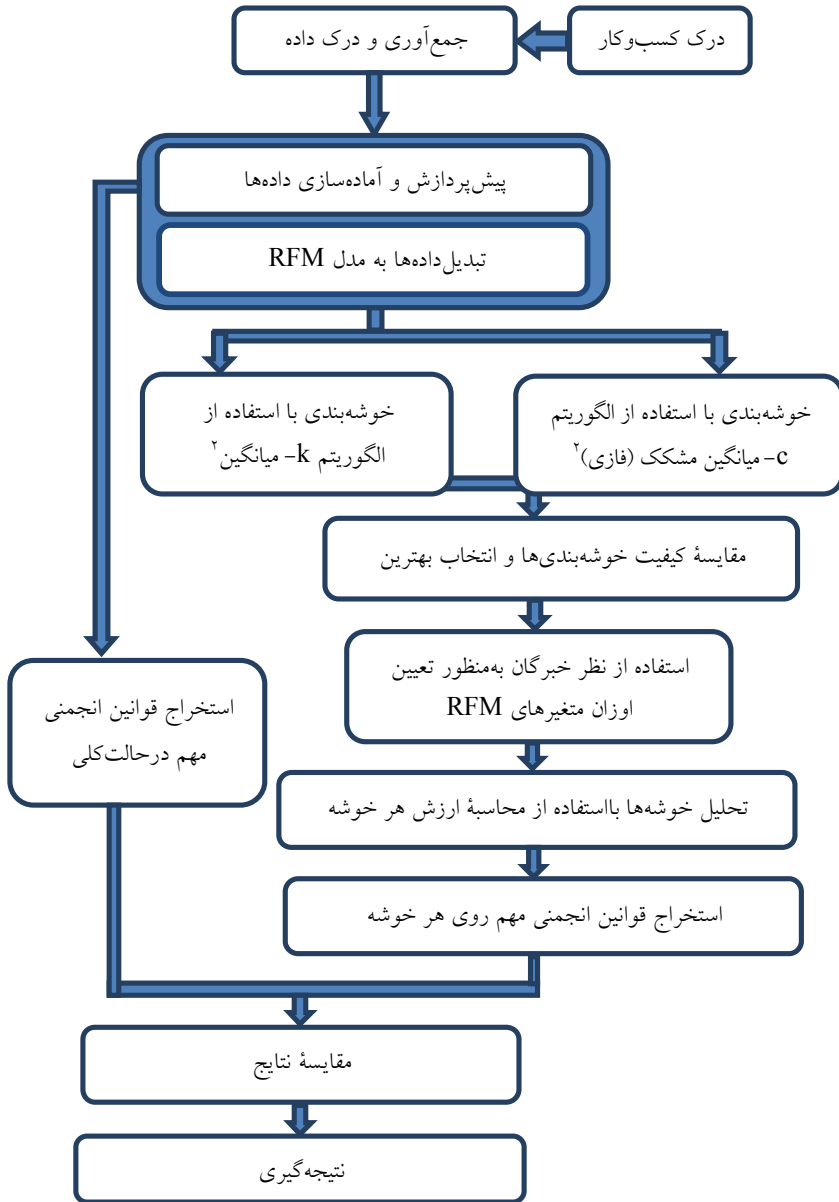 درک کسب‌وکار
جمع‌آوری و درک داده
پیش‌پردازش و آماده‌سازی داده‌ها
تبدیل‌داده‌ها به مدل RFM
خوشه‌بندی با استفاده از الگوریتم
c- میانگین مشکک (فازی)۲
خوشه‌بندی با استفاده از
الگوریتم k- میانگین۲
مقایسۀ کیفیت خوشه‌بندی‌ها و انتخاب بهترین
استفاده از نظر خبرگان به‌منظور تعیین
اوزان متغیرهای RFM
استخراج قوانین انجمنی
مهم درحالت‌کلی
تحلیل خوشه‌ها بااستفاده از محاسبۀ ارزش هر خوشه
استخراج قوانین انجمنی مهم روی هر خوشه
مقایسۀ نتایج
نتیجه‌گیری